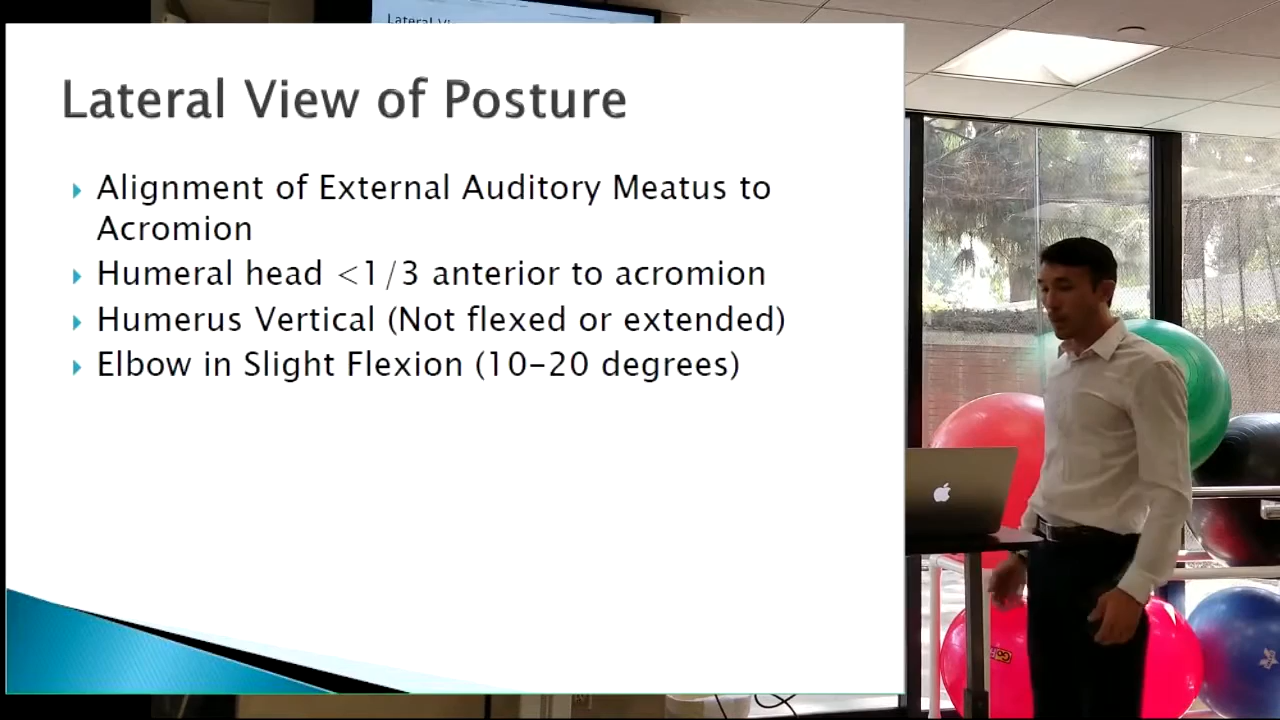 Lateral View of Posture
Alignment of External Auditory Meatus to
Acromion
Humeral head <1/3 anterior to acromion
Humerus Vertical (Not flexed or extended)
Elbow in Slight Flexion (10-20 degrees)